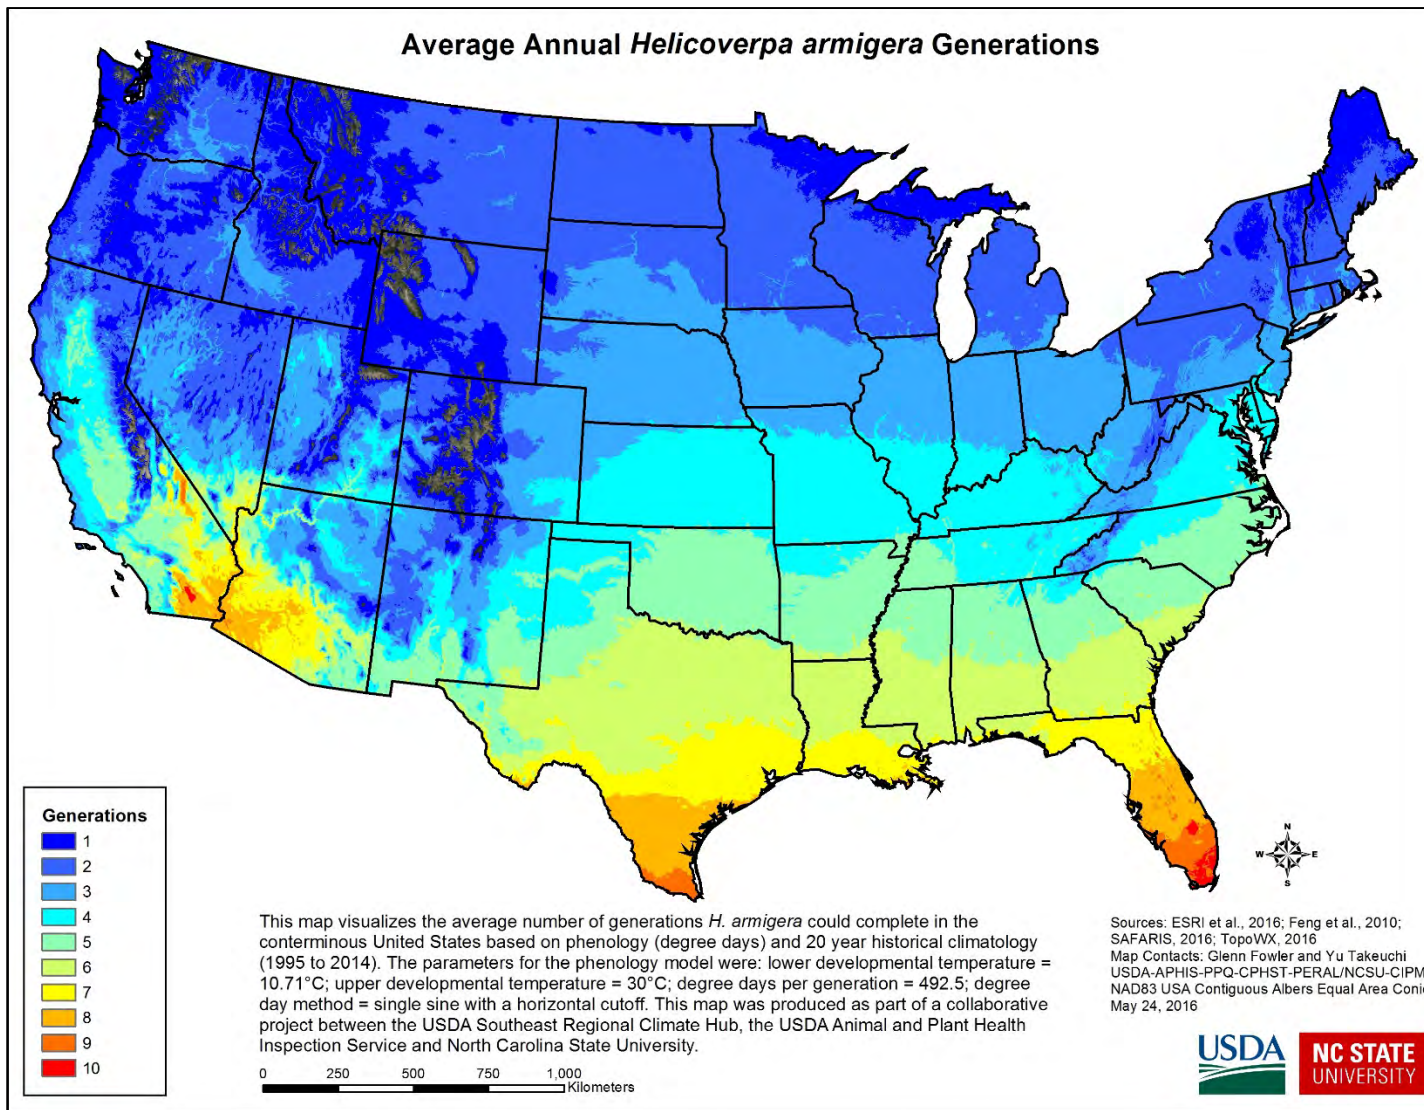 Average Annual Helicoverpa armigera Generations
Generations
1
2
3
4
5
6
7
8
9
10
N
W E
S
This map visualizes the average number of generations H. armigera could complete in the
conterminous United States based on phenology (degree days) and 20 year historical climatology
(1995 to 2014). The parameters for the phenology model were: lower developmental temperature =
10.71°C; upper developmental temperature = 30°C; degree days per generation = 492.5; degree
day method = single sine with a horizontal cutoff. This map was produced as part of a collaborative
project between the USDA Southeast Regional Climate Hub, the USDA Animal and Plant Health
Inspection Service and North Carolina State University.
0 250 500 750 1,000
Kilometers
Sources: ESRI et al., 2016; Feng et al., 2010;
SAFARIS, 2016; TopoWX, 2016
Map Contacts: Glenn Fowler and Yu Takeuchi
USDA-APHIS-PPQ-CPHST-PERAL/NCSU-CIPM
NAD83 USA Contiguous Albers Equal Area Conic
May 24, 2016
USDA
NC STATE
UNIVERSITY